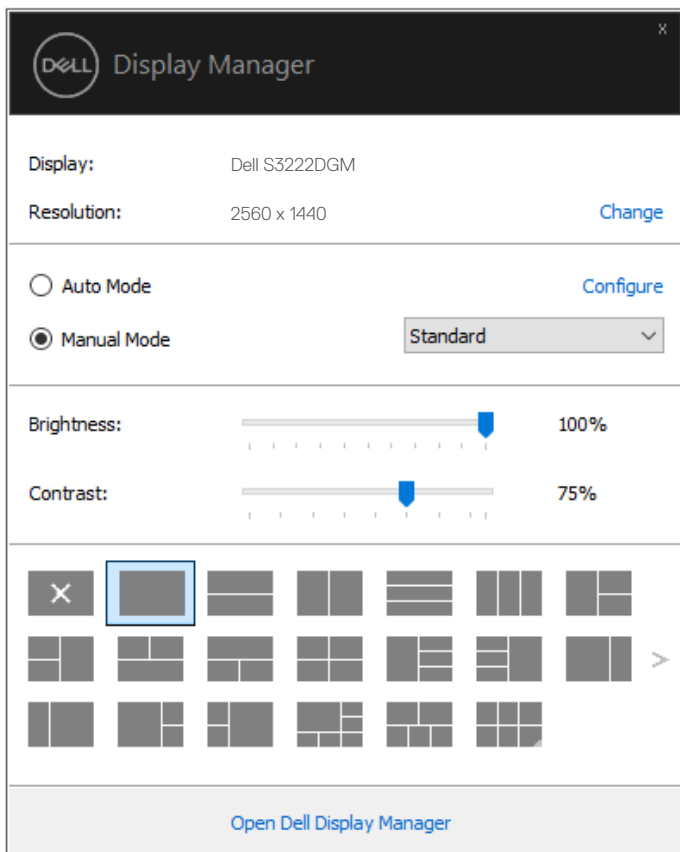 x
DELL Display Manager
Display: Dell S3222DGM
Resolution: 2560 x 1440 Change
Auto Mode Configure
Manual Mode Standard
Brightness: 100%
Contrast: 75%
Open Dell Display Manager